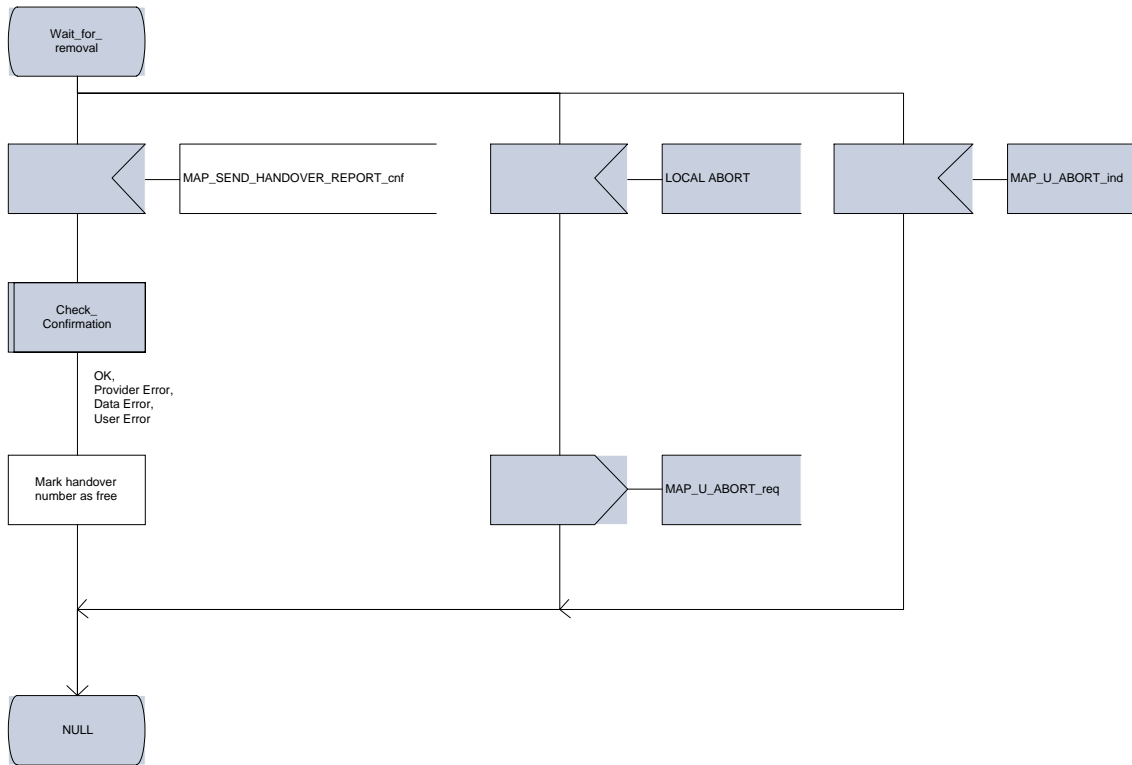 Wait_for_
removal
MAP_SEND_HANDOVER_REPORT_cnf
LOCAL ABORT
MAP_U_ABORT_ind
Check_
Confirmation
OK,
Provider Error,
Data Error,
User Error
Mark handover
number as free
MAP_U_ABORT_req
NULL